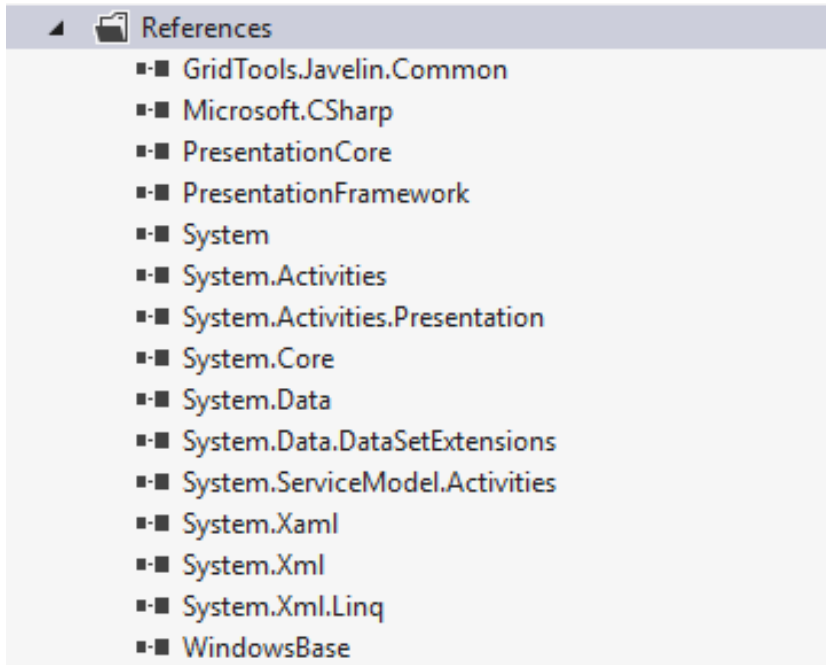 References
GridTools.Javelin.Common
Microsoft.CSharp
PresentationCore
PresentationFramework
System
System.Activities
System.Activities.Presentation
System.Core
System.Data
System.Data.DataSetExtensions
System.ServiceModel.Activities
System.Xaml
System.Xml
System.Xml.Linq
WindowsBase